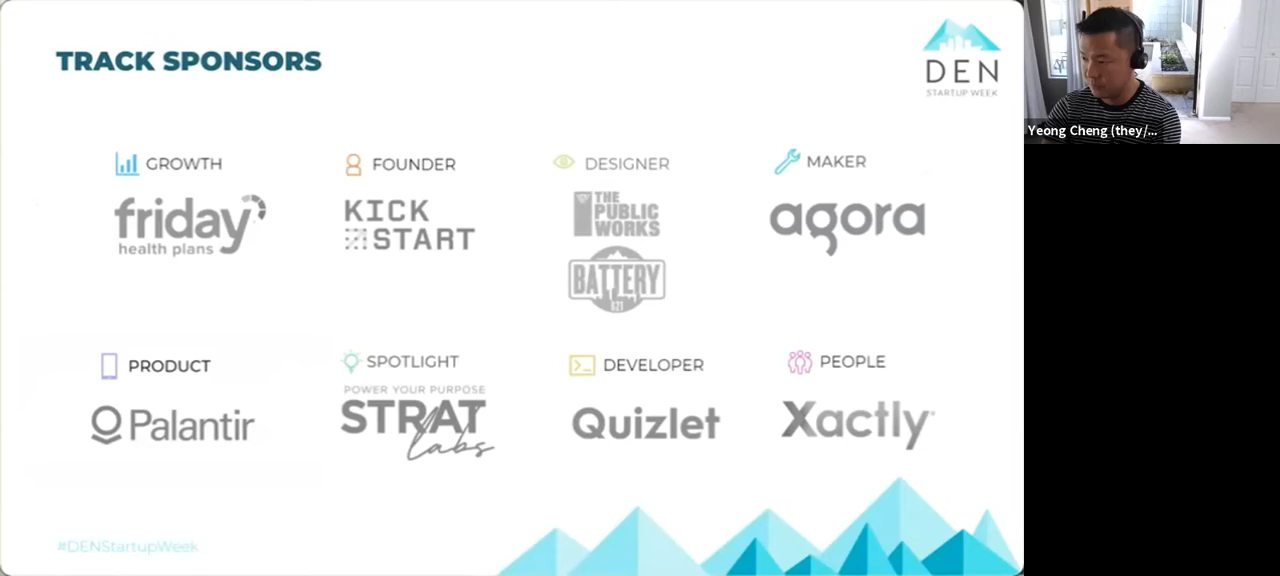 TRACK SPONSORS
DEN
STARTUP WEEK
GROWTH
friday
health plans
FOUNDER
KICK
START
DESIGNER
THE
PUBLIC
WORKS
BATTERY
621
MAKER
agora
PRODUCT
Palantir
SPOTLIGHT
POWER YOUR PURPOSE
STRAT
labs
DEVELOPER
Quizlet
PEOPLE
Xactly
#DENStartupWeek
Yeong Cheng (they/...